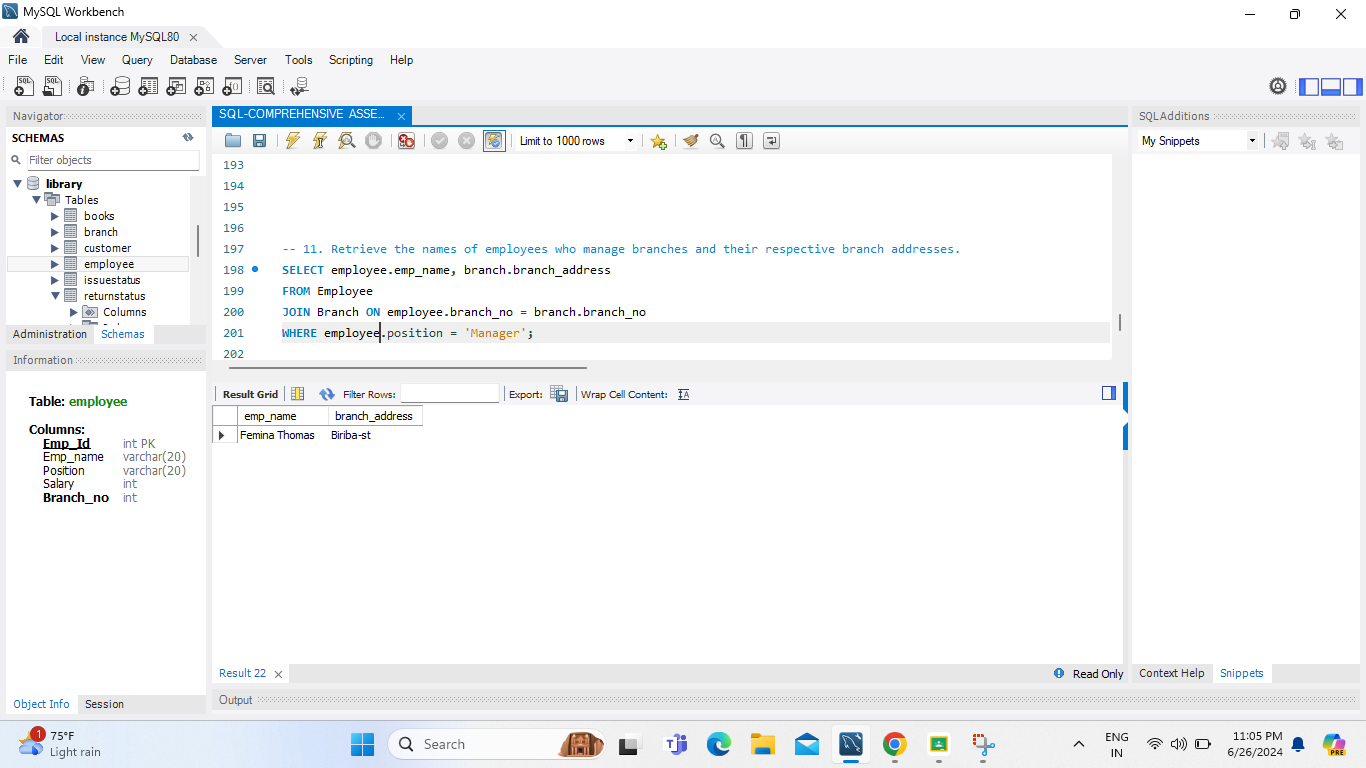 MySQL Workbench
Local instance MySQL80
File Edit View Query Database Server Tools Scripting Help
Navigator
SCHEMAS
Filter objects
library
Tables
books
branch
customer
employee
issuestatus
returnstatus
Columns
Administration Schemas
Information
Table: employee
Columns:
Emp_Id int PK
Emp_name varchar(20)
Position varchar(20)
Salary int
Branch_no int
Object Info Session
SQL-COMPREHENSIVE ASSE...
Limit to 1000 rows
193
194
195
196
197 -- 11. Retrieve the names of employees who manage branches and their respective branch addresses.
198 SELECT employee.emp_name, branch.branch_address
199 FROM Employee
200 JOIN Branch ON employee.branch_no = branch.branch_no
201 WHERE employee.position = 'Manager';
202
Result Grid Filter Rows: Export: Wrap Cell Content:
emp_name branch_address
Femina Thomas Biriba-st
Result 22 Read Only
Output
SQLAdditions
My Snippets
Context Help Snippets
1
75°F
Light rain
Search
ENG
IN
11:05 PM
6/26/2024
PRE